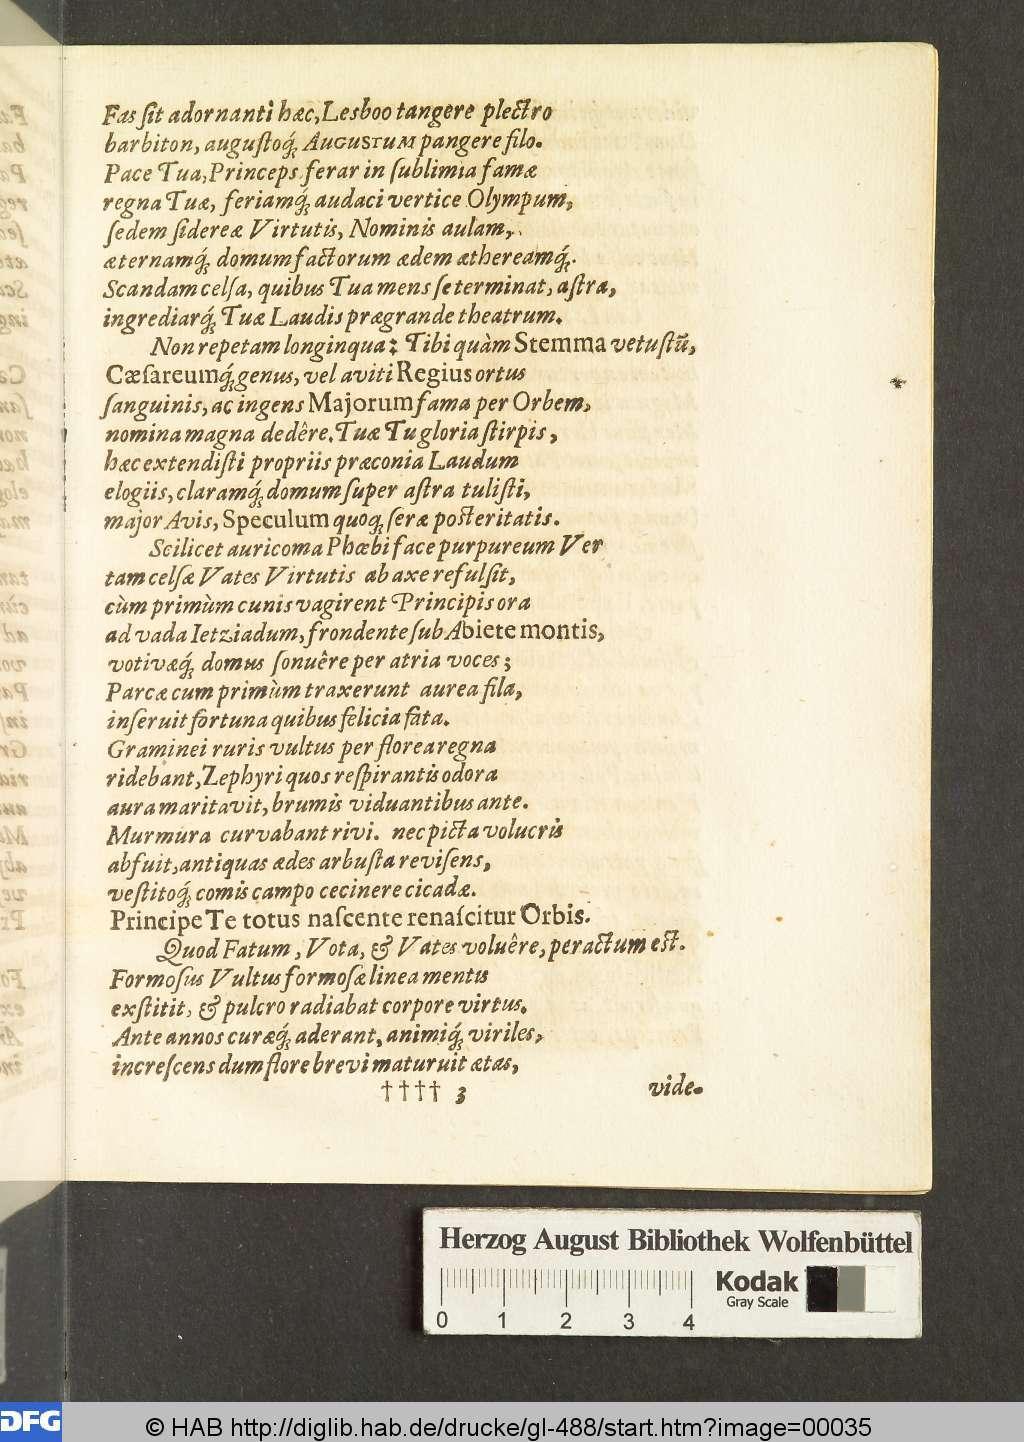 Fas ſit adornanti hæc, Lesboo tangere plectro
barbiton, auguſtoq́; AUGUSTUM pangere filo.
Pace Tua, Princeps ferar in ſublimia famæ
regna Tuæ, feriamq́; audaci vertice Olympum,
ſedem ſidereæ Virtutis, Nominis aulam,
æternamq́; domum factorum ædem æthereamq́;.
Scandam celſa, quibus Tua mens ſe terminat, aſtra,
ingrediarq́; Tuæ Laudis prægrande theatrum.
Non repetam longinqua: Tibi quàm Stemma vetuſtũ,
Cæſareumq́; genus, vel aviti Regius ortus
ſanguinis, ac ingens Majorum fama per Orbem,
nomina magna dedêre. Tuæ Tu gloria ſtirpis,
hæc extendiſti propriis præconia Laudum
elogiis, claramq́; domum ſuper aſtra tuliſti,
major Avis, Speculum quoq; ſeræ poſteritatis.
Scilicet auricoma Phœbi face purpureum Ver
tam celſæ Vates Virtutis ab axe refulſit,
cùm primùm cunis vagirent Principis ora
ad vada Ietziadum, frondente ſub Abiete montis,
votivæq́; domus ſonuêre per atria voces;
Parcæ cum primùm traxerunt aurea fila,
inſeruit fortuna quibus felicia fata.
Graminei ruris vultus per florea regna
ridebant, Zephyri quos reſpirantis odora
aura maritavit, brumis viduantibus ante.
Murmura curvabant rivi. nec picta volucris
abfuit, antiquas ædes arbuſta reviſens,
veſtitoq́; comis campo cecinere cicadæ.
Principe Te totus naſcente renaſcitur Orbis.
Quod Fatum, Vota, & Vates voluêre, peractum eſt.
Formoſus Vultus formoſæ lineamentis
exſtitit, & pulcro radiabat corpore virtus.
Ante annos curæq́; aderant, animiq́; viriles,
increſcens dum flore brevi maturuit ætas,
†††† 3 vide.
Herzog August Bibliothek Wolfenbüttel
Kodak
Gray Scale
0 1 2 3 4
DFG © HAB http://diglib.hab.de/drucke/gl-488/start.htm?image=00035